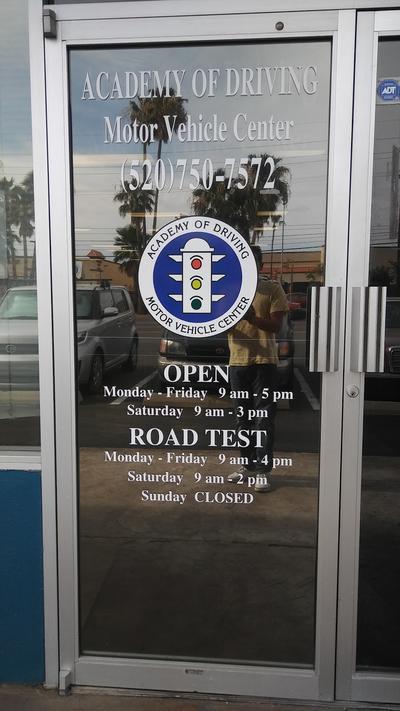 ACADEMY OF DRIVING
Motor Vehicle Center
(520)750-7572
ADT
ACADEMY OF DRIVING
MOTOR VEHICLE CENTER
OPEN
Monday - Friday 9 am - 5 pm
Saturday 9 am - 3 pm
ROAD TEST
Monday - Friday 9 am - 4 pm
Saturday 9 am - 2 pm
Sunday CLOSED